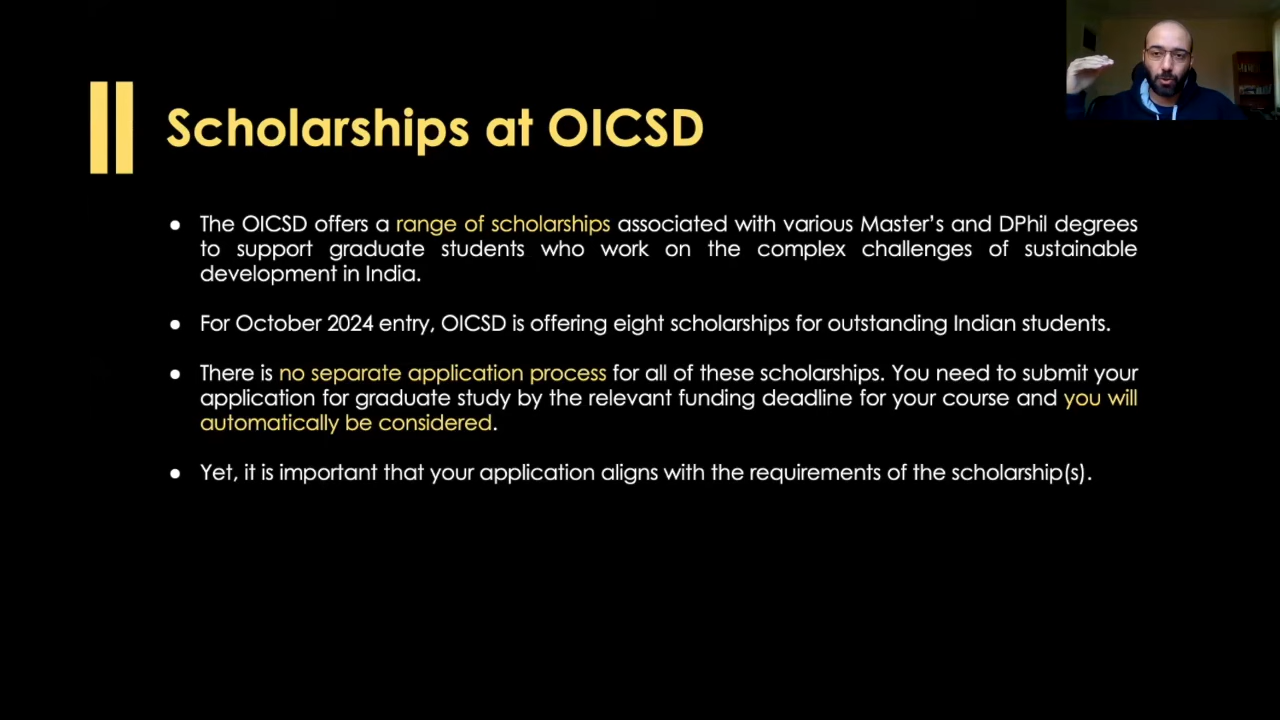 Scholarships at OICSD
● The OICSD offers a range of scholarships associated with various Master's and DPhil degrees
to support graduate students who work on the complex challenges of sustainable
development in India.
● For October 2024 entry, OICSD is offering eight scholarships for outstanding Indian students.
● There is no separate application process for all of these scholarships. You need to submit your
application for graduate study by the relevant funding deadline for your course and you will
automatically be considered.
● Yet, it is important that your application aligns with the requirements of the scholarship(s).